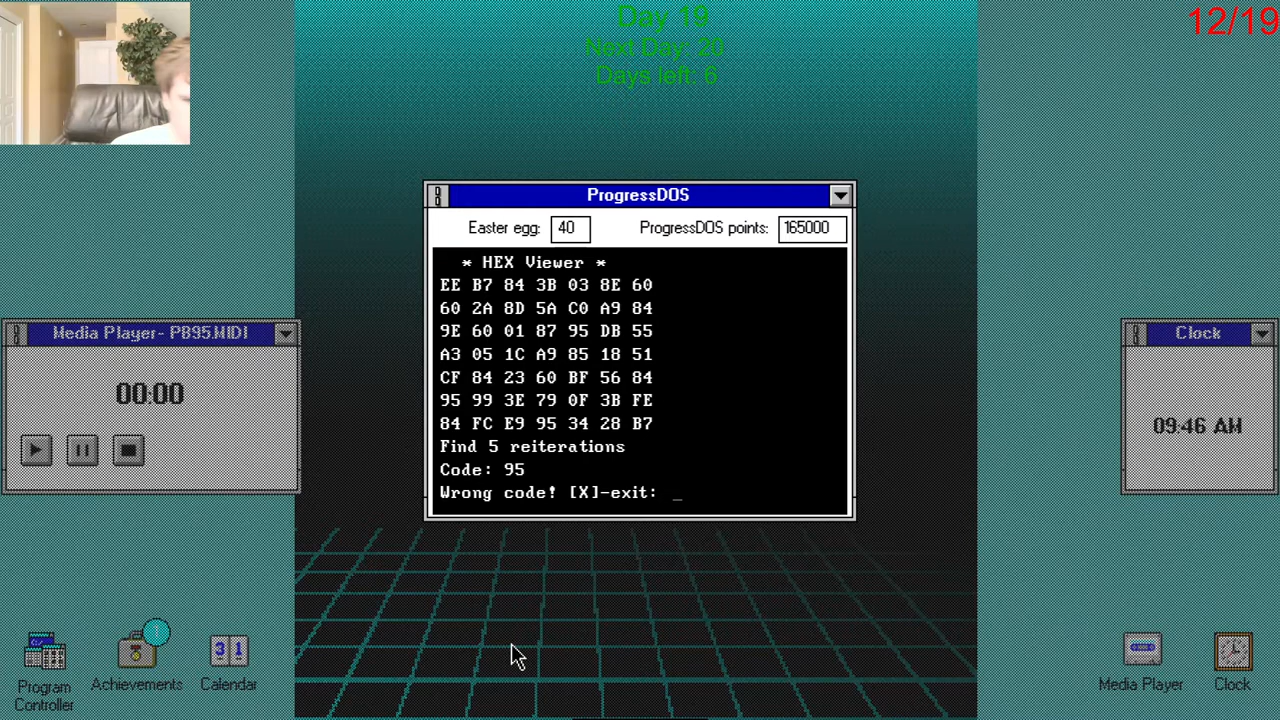 Day 19
12/19
Next Day: 20
Days left: 6
ProgressDOS
Easter egg: 40 ProgressDOS points: 165000
* HEX Viewer *
EE B7 84 3B 03 8E 60
60 2A 8D 5A C0 A9 84
9E 60 01 87 95 DB 55
A3 05 1C A9 85 18 51
CF 84 23 60 BF 56 84
95 99 3E 79 0F 3B FE
84 FC E9 95 34 28 B7
Find 5 reiterations
Code: 95
Wrong code! [X]-exit: _
Media Player- PB95.MIDI
00:00
Clock
09:46 AM
31
Program Controller
Achievements
Calendar
Media Player
Clock